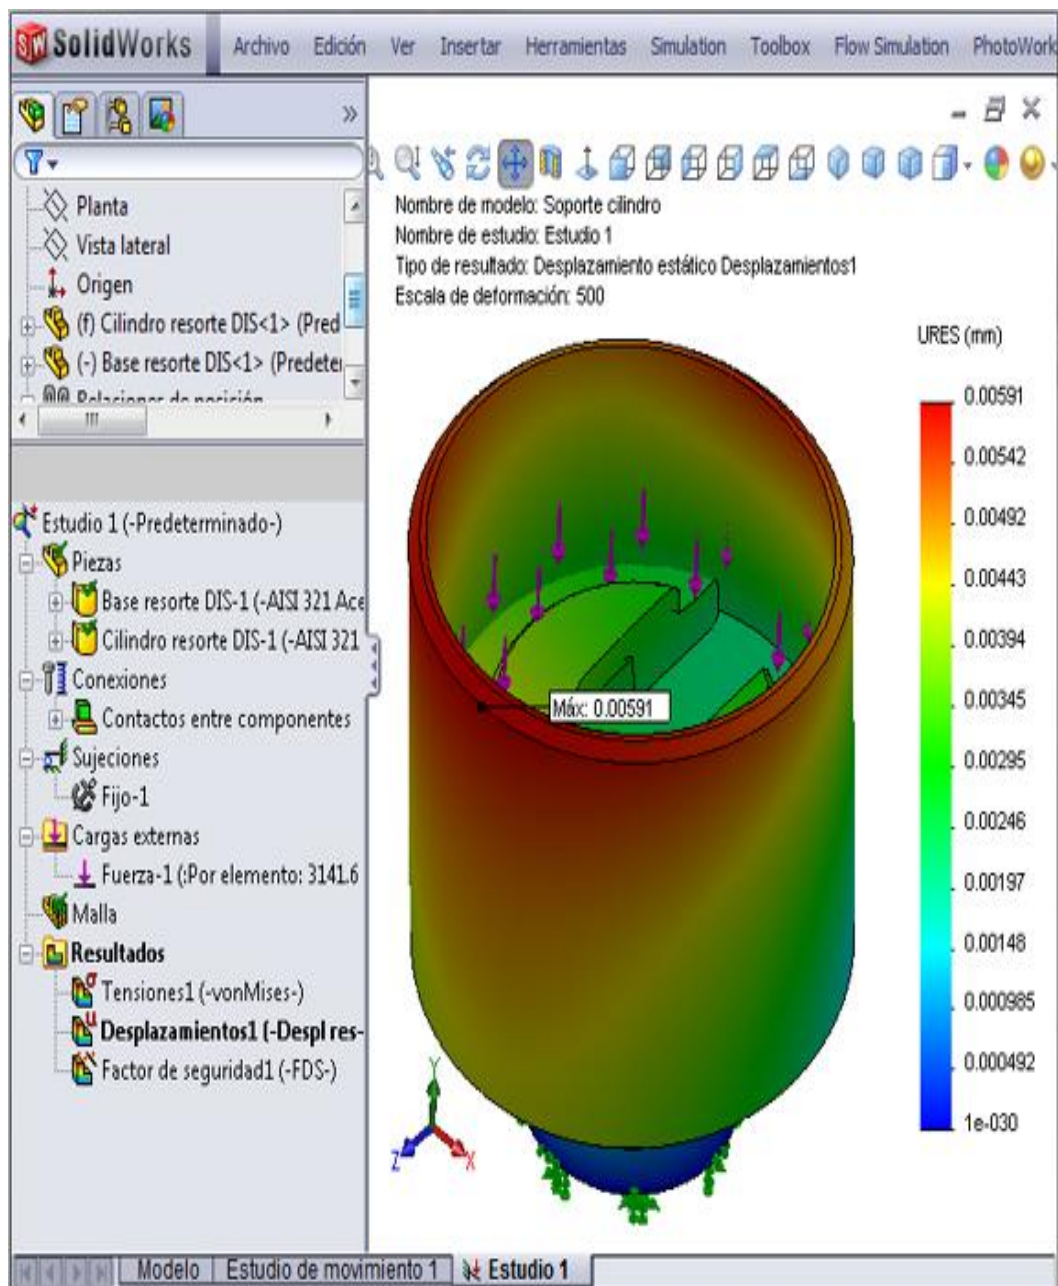 SolidWorks Archivo Edición Ver Insertar Herramientas Simulation Toolbox Flow Simulation PhotoWork
Planta
Vista lateral
Origen
(f) Cilindro resorte DIS<1> (Pred
(-) Base resorte DIS<1> (Predeter
Relaciones de posición
Estudio 1 (-Predeterminado-)
Piezas
Base resorte DIS-1 (-AISI 321 Ace
Cilindro resorte DIS-1 (-AISI 321
Conexiones
Contactos entre componentes
Sujeciones
Fijo-1
Cargas externas
Fuerza-1 (:Por elemento: 3141.6
Malla
Resultados
Tensiones1 (-vonMises-)
Desplazamientos1 (-Despl res-
Factor de seguridad1 (-FDS-)
Nombre de modelo: Soporte cilindro
Nombre de estudio: Estudio 1
Tipo de resultado: Desplazamiento estático Desplazamientos1
Escala de deformación: 500
URES (mm)
0.00591
0.00542
0.00492
0.00443
0.00394
0.00345
0.00295
0.00246
0.00197
0.00148
0.000985
0.000492
1e-030
Máx: 0.00591
Y
Z
X
Modelo Estudio de movimiento 1 Estudio 1